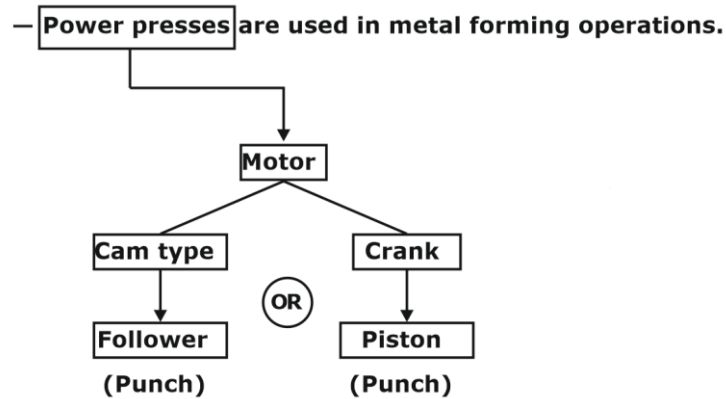 — Power presses are used in metal forming operations.
Motor
Cam type
Crank
OR
Follower
Piston
(Punch)
(Punch)